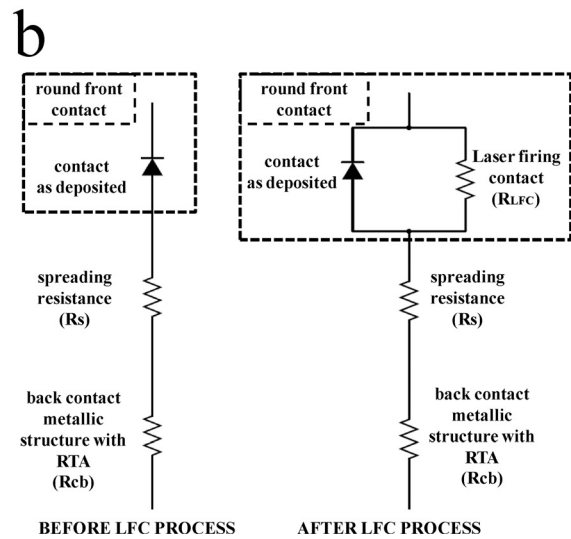 b
round front
contact
contact
as deposited
spreading
resistance
(Rs)
back contact
metallic
structure with
RTA
(Rcb)
BEFORE LFC PROCESS
round front
contact
contact
as deposited
Laser firing
contact
(RLFC)
spreading
resistance
(Rs)
back contact
metallic
structure with
RTA
(Rcb)
AFTER LFC PROCESS